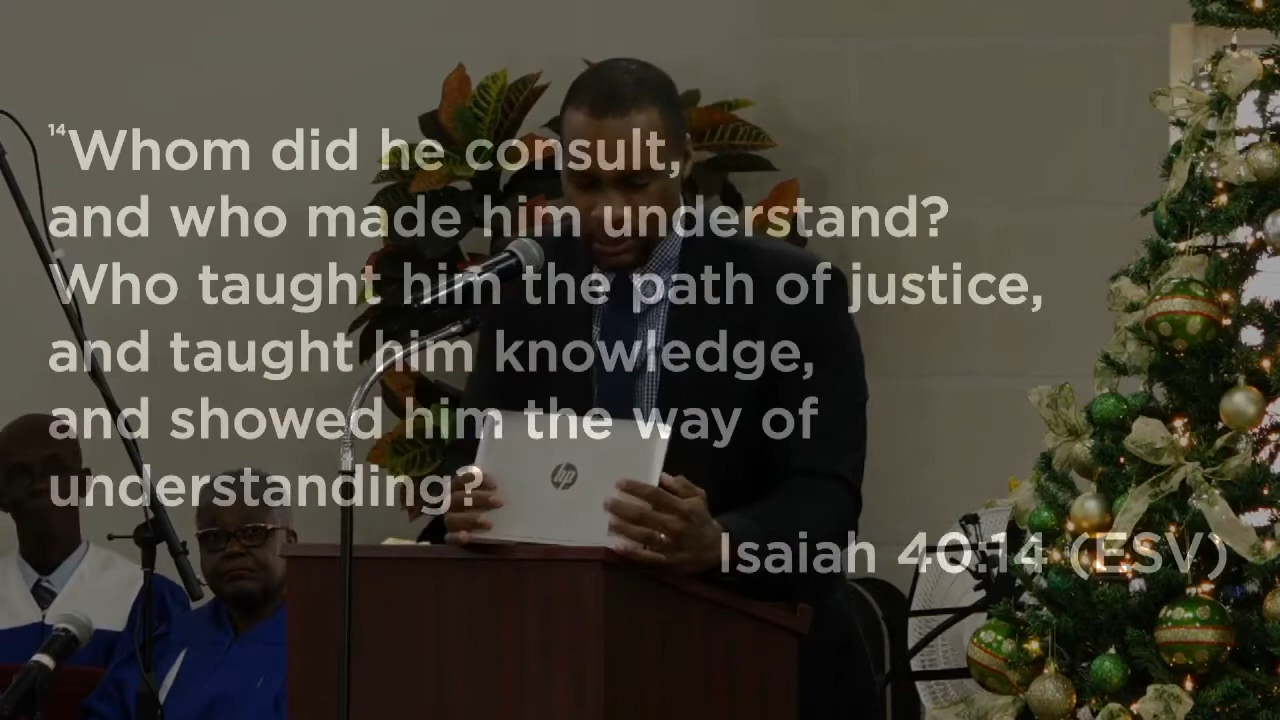 14Whom did he consult,
and who made him understand?
Who taught him the path of justice,
and taught him knowledge,
and showed him the way of
understanding?
Isaiah 40:14 (ESV)
hp